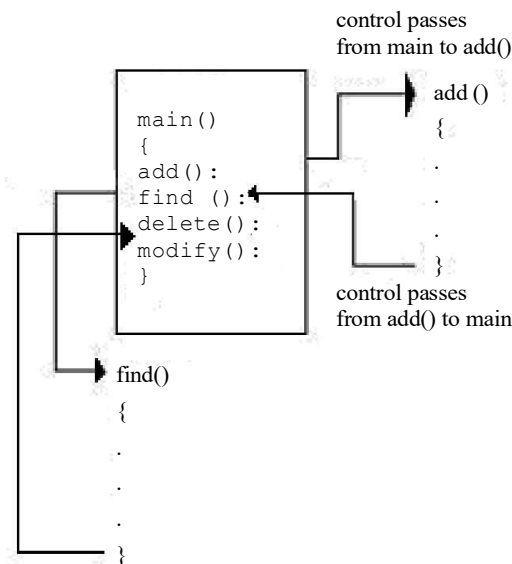 control passes
from main to add()
add ()
{
.
.
.
}
main()
{
add():
find ():
delete():
modify():
}
control passes
from add() to main
find()
{
.
.
.
}